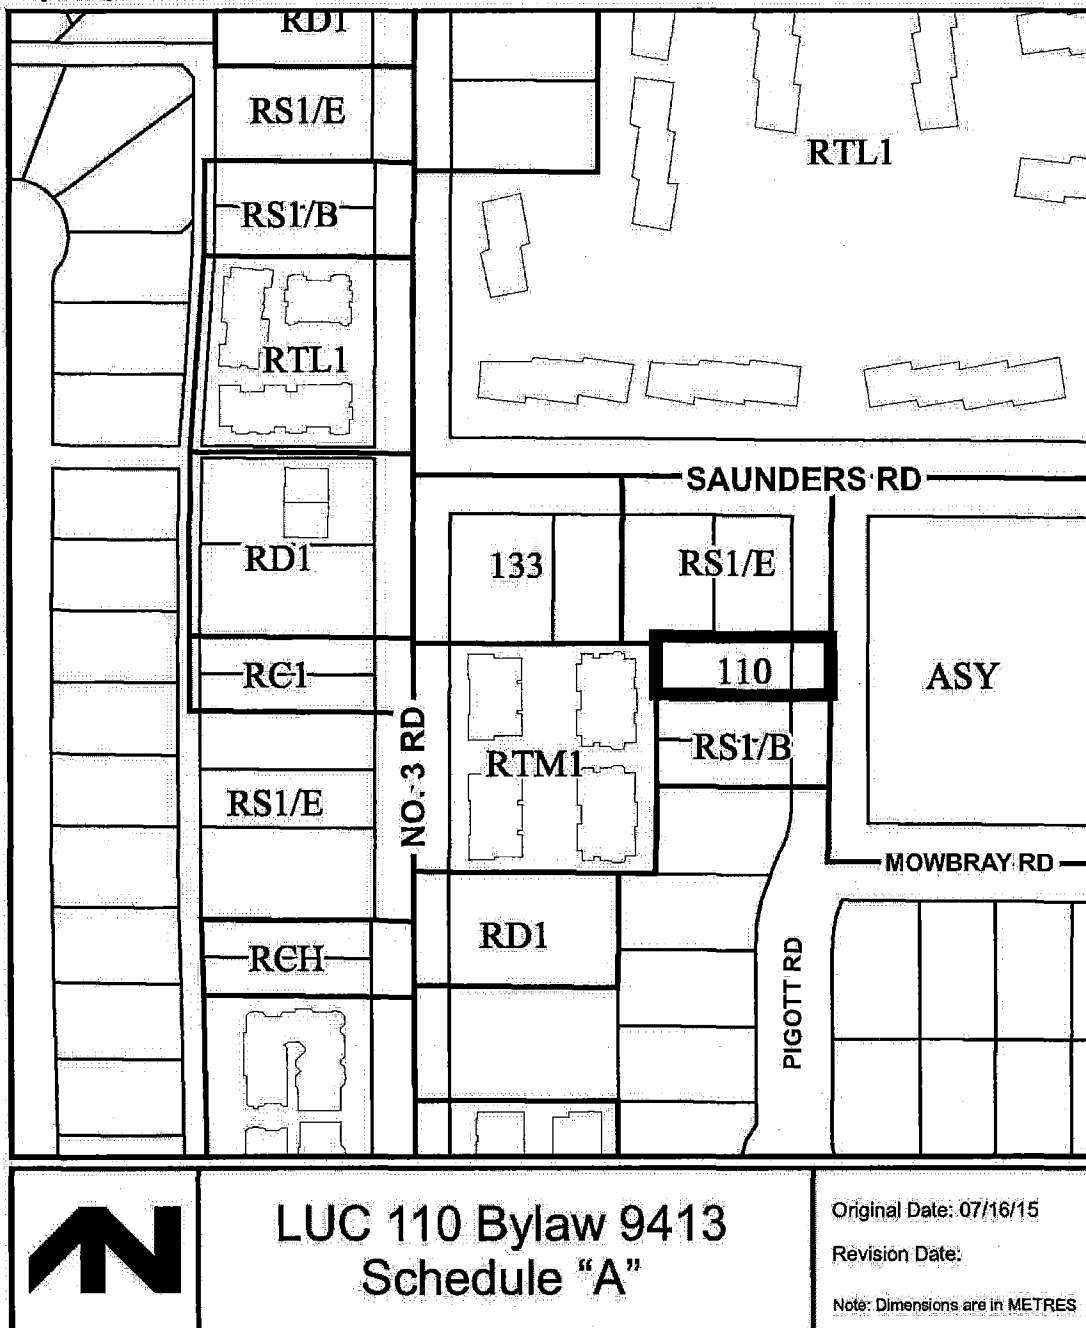 RD1
RS1/E
RTL1
RS1/B
RTL1
SAUNDERS RD
RD1
133
RS1/E
RC1
110
ASY
NO. 3 RD
RTM1
RS1/B
RS1/E
MOWBRAY RD
RD1
RCH
PIGOTT RD
LUC 110 Bylaw 9413
Schedule “A”
Original Date: 07/16/15
Revision Date:
Note: Dimensions are in METRES